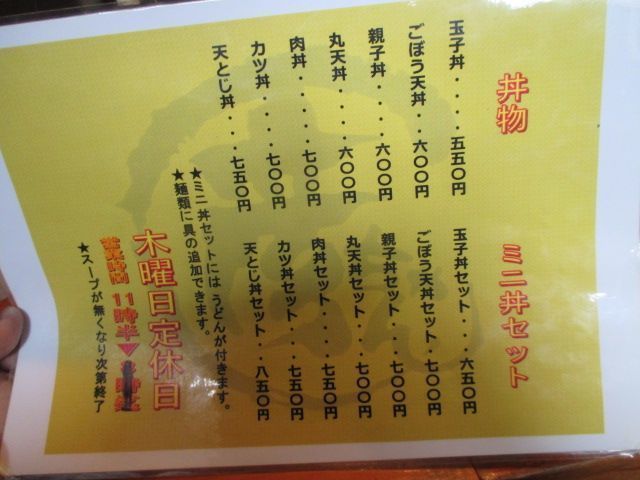 丼物
玉子丼・・・・五五〇円
ごぼう天丼・・六〇〇円
親子丼・・・・六〇〇円
丸天丼・・・・・六〇〇円
肉丼・・・・・七〇〇円
カツ丼・・・・・七〇〇円
天とじ丼・・・・七五〇円
ミニ丼セット
玉子丼セット・・・六五〇円
ごぼう天丼セット・・七〇〇円
親子丼セット・・・七〇〇円
丸天丼セット・・・七〇〇円
肉丼セット・・・・七五〇円
カツ丼セット・・・七五〇円
天とじ丼セット・・・八五〇円
★ミニ丼セットには うどんが付きます。
★麺類に具の追加できます。
木曜日定休日
営業時間 11時半▼
★スープが無くなり次第終了